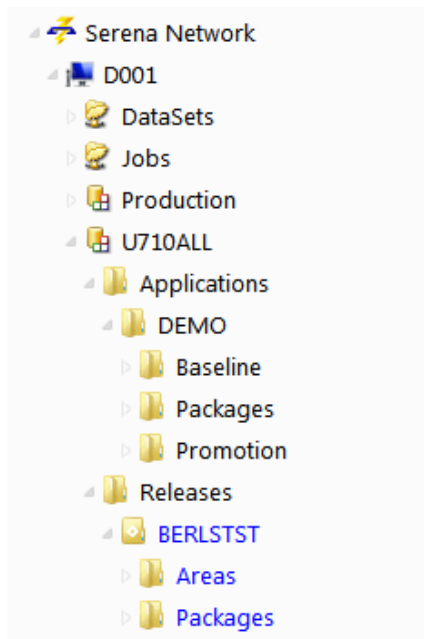 Serena Network
D001
DataSets
Jobs
Production
U710ALL
Applications
DEMO
Baseline
Packages
Promotion
Releases
BERLSTST
Areas
Packages